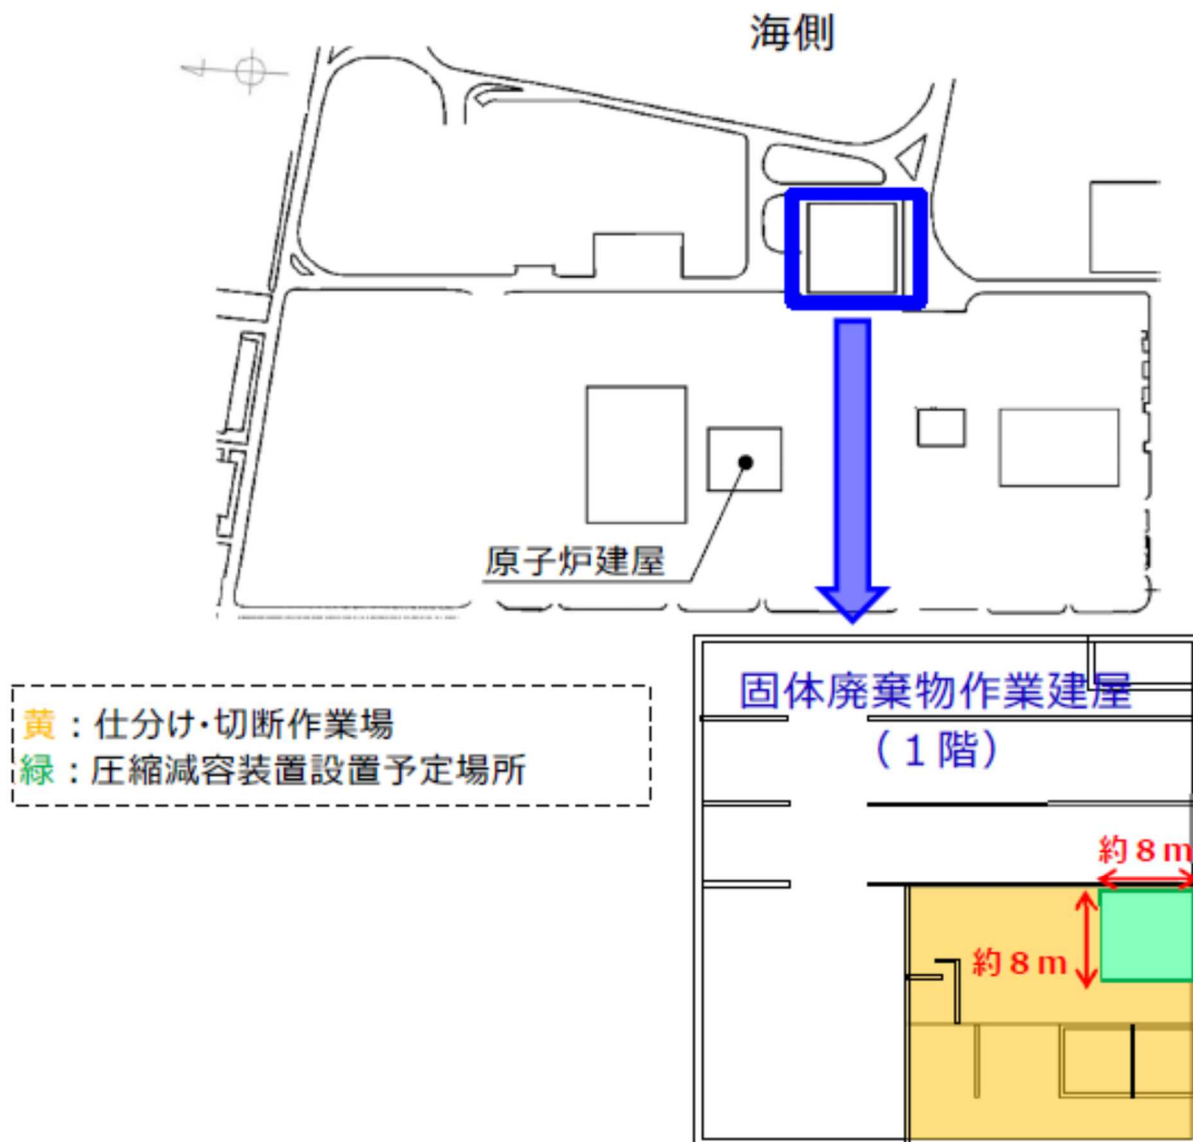 海側
原子炉建屋
黄：仕分け・切断作業場
緑：圧縮減容装置設置予定場所
固体廃棄物作業建屋
（１階）
約８ｍ
約８ｍ